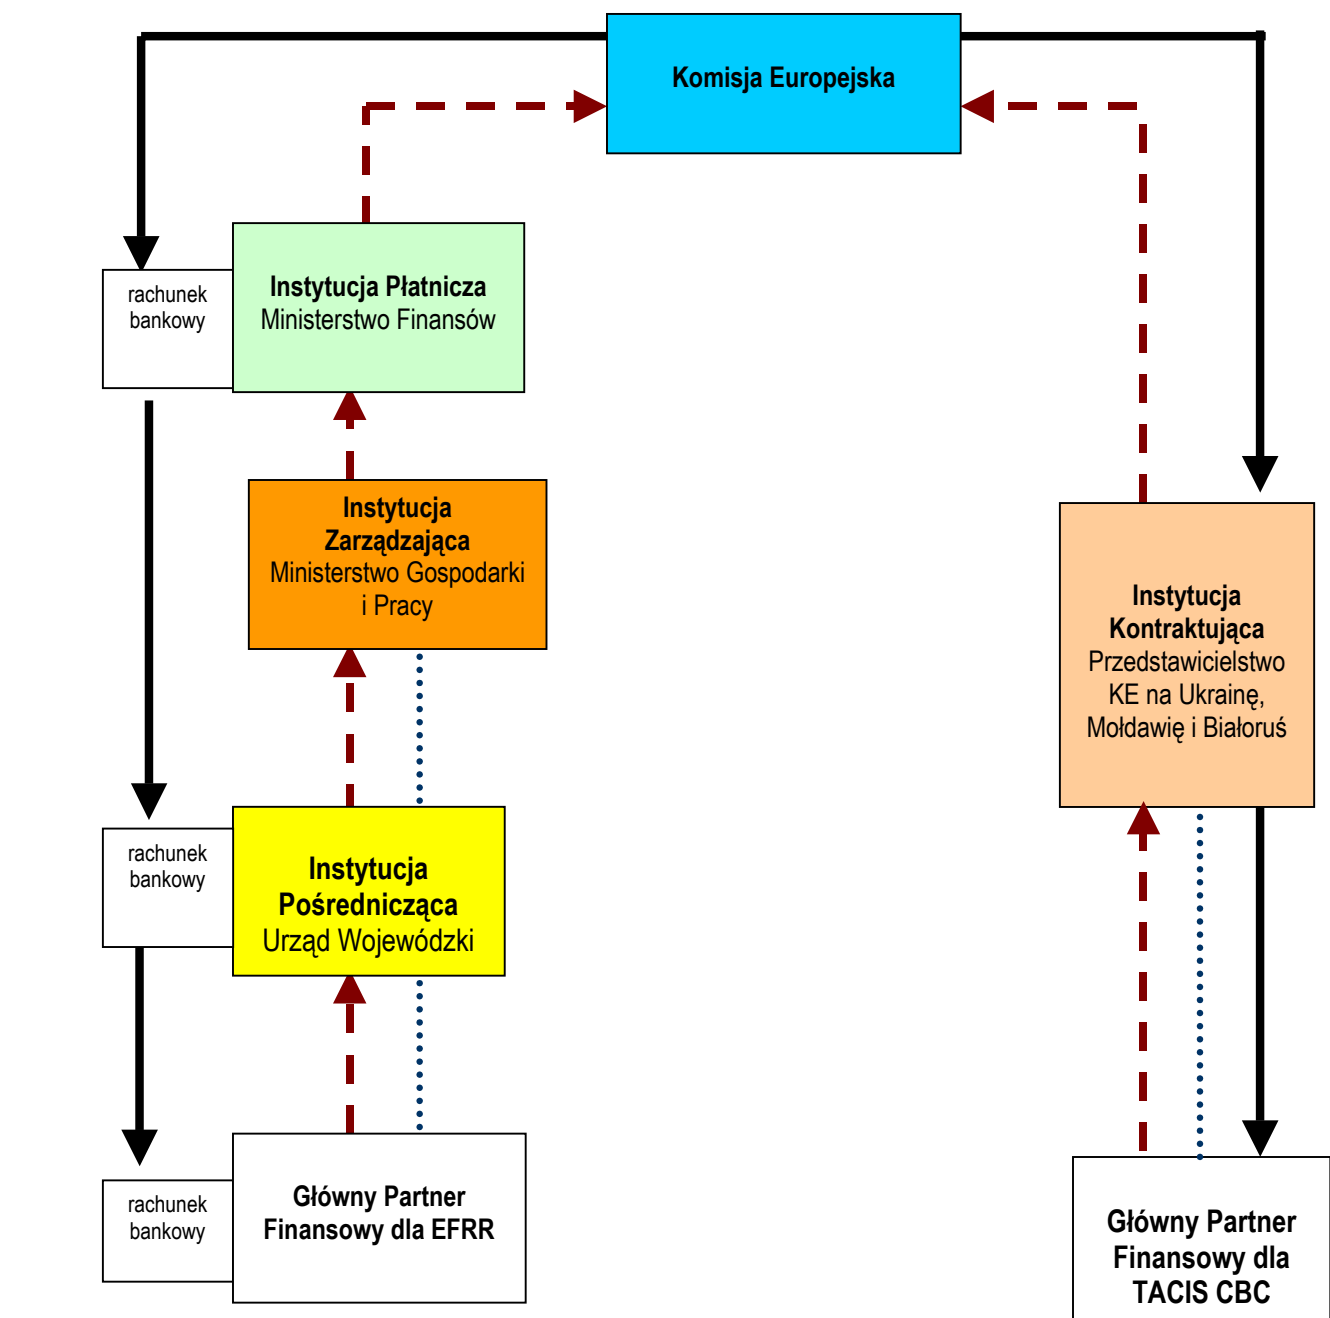 Komisja Europejska
rachunek
bankowy
Instytucja Płatnicza
Ministerstwo Finansów
Instytucja
Zarządzająca
Ministerstwo Gospodarki
i Pracy
Instytucja
Kontraktująca
Przedstawicielstwo
KE na Ukrainę,
Mołdawię i Białoruś
rachunek
bankowy
Instytucja
Pośrednicząca
Urząd Wojewódzki
rachunek
bankowy
Główny Partner
Finansowy dla EFRR
Główny Partner
Finansowy dla
TACIS CBC